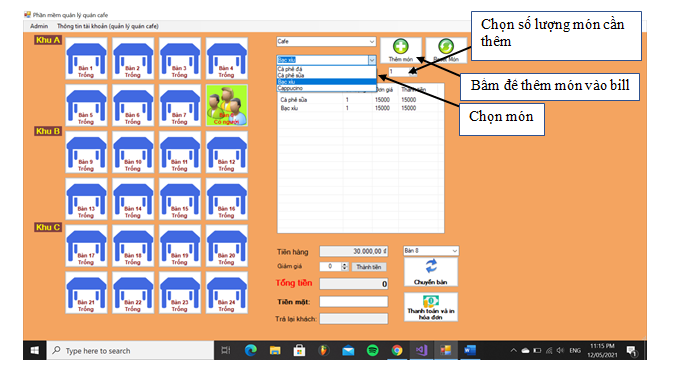 Phần mềm quản lý quán cafe
Admin Thông tin tài khoản (quản lý quán cafe)
Khu A
Bàn 1
Trống
Bàn 2
Trống
Bàn 3
Trống
Bàn 4
Trống
Bàn 5
Trống
Bàn 6
Trống
Bàn 7
Trống
Có người
Khu B
Bàn 9
Trống
Bàn 10
Trống
Bàn 11
Trống
Bàn 12
Trống
Bàn 13
Trống
Bàn 14
Trống
Bàn 15
Trống
Bàn 16
Trống
Khu C
Bàn 17
Trống
Bàn 18
Trống
Bàn 19
Trống
Bàn 20
Trống
Bàn 21
Trống
Bàn 22
Trống
Bàn 23
Trống
Bàn 24
Trống
Cafe
Bạc xỉu
Cà phê đá
Cà phê sữa
Bạc xỉu
Cappucino
Thêm món
Món
1
Thành tiền
Cà phê sữa 1 15000 15000
Bạc xỉu 1 15000 15000
Tiền hàng 30.000,00 đ Bàn 8
Giảm giá 0 Thành tiền
Tổng tiền 0
Chuyển bàn
Tiền mặt:
Thanh toán và in
hóa đơn
Trả lại khách:
Chọn số lượng món cần
thêm
Bấm để thêm món vào bill
Chọn món
Type here to search
ENG
11:15 PM
12/05/2021